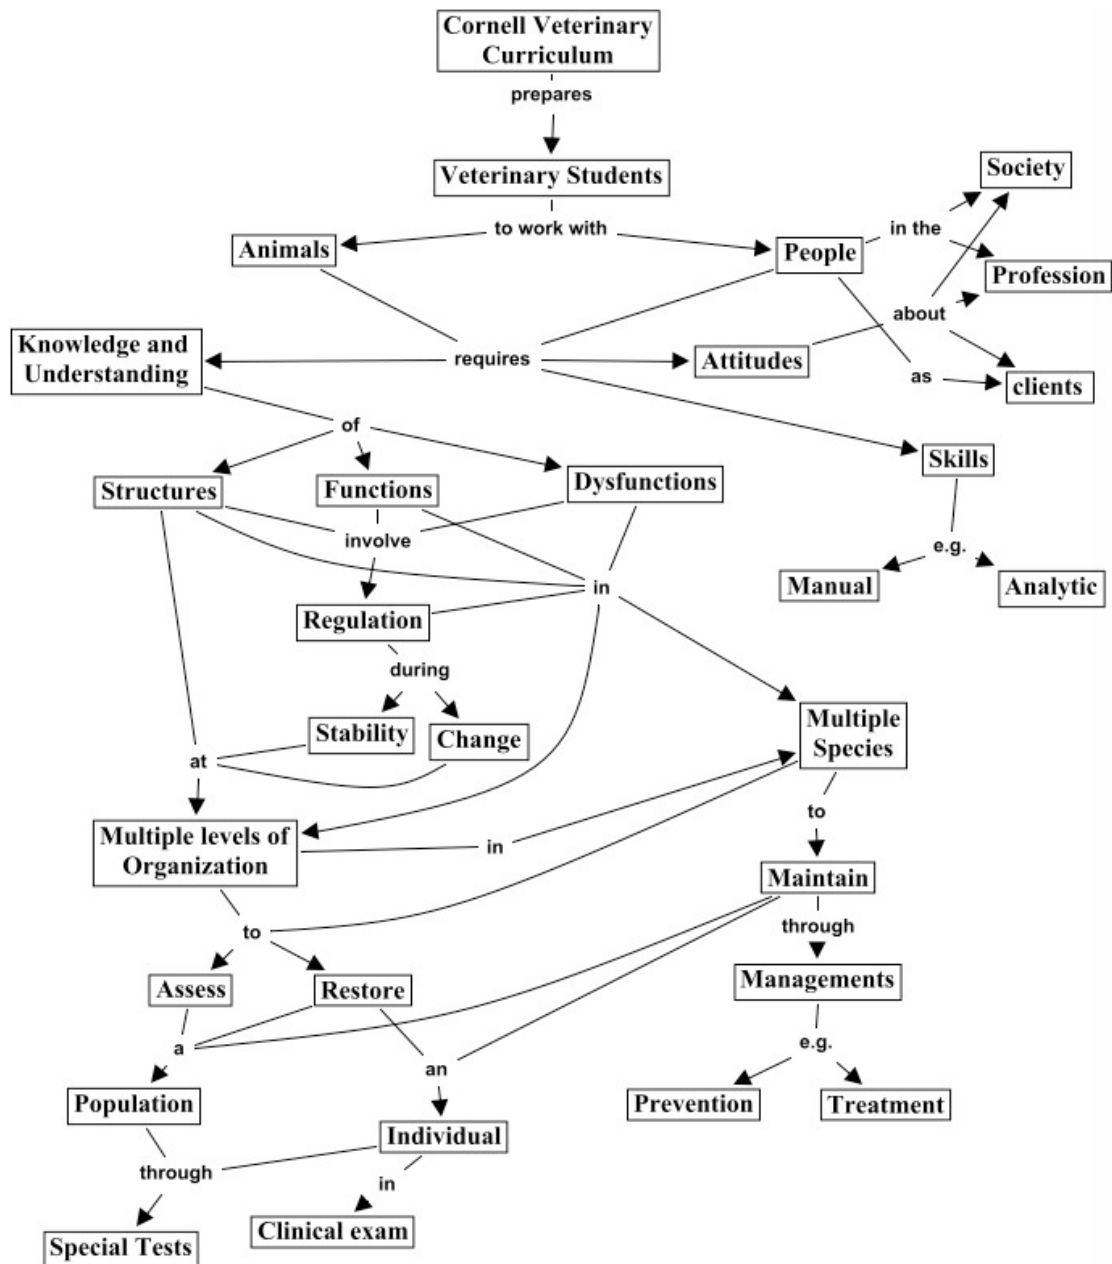 Cornell Veterinary
Curriculum
prepares
Veterinary Students
Society
to work with
in the
Animals
People
Profession
about
Knowledge and
Understanding
requires
Attitudes
as
clients
of
Skills
Structures
Functions
Dysfunctions
involve
e.g.
in
Manual
Analytic
Regulation
during
Multiple
Species
Stability
Change
at
to
Multiple levels of
Organization
in
Maintain
through
to
Assess
Restore
Managements
a
e.g.
an
Population
Prevention
Treatment
Individual
through
in
Clinical exam
Special Tests